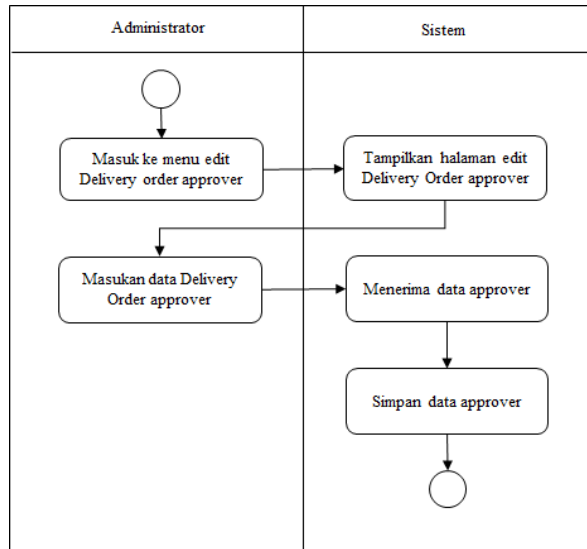 Administrator
Sistem
Masuk ke menu edit
Delivery order approver
Tampilkan halaman edit
Delivery Order approver
Masukan data Delivery
Order approver
Menerima data approver
Simpan data approver